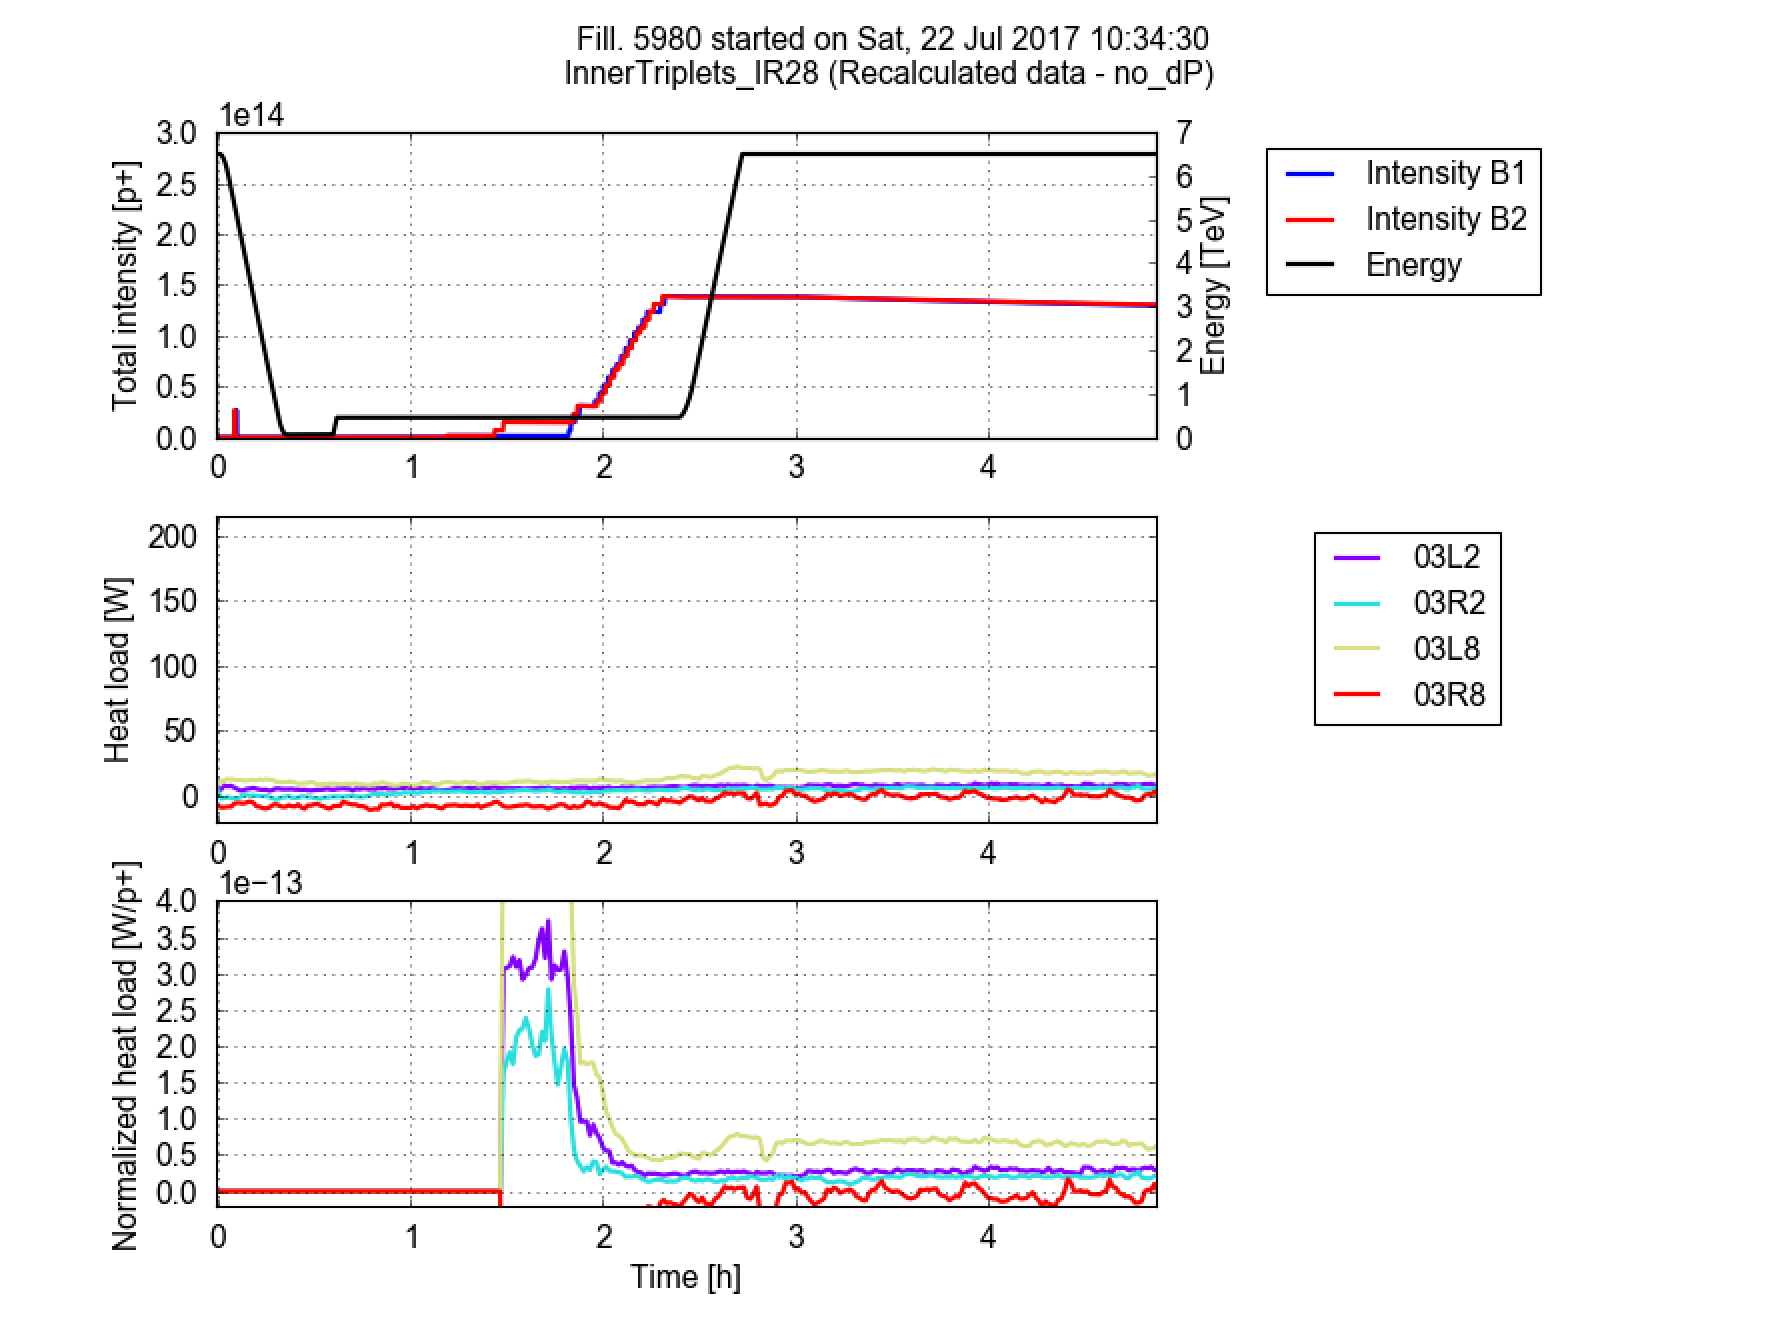 Fill. 5980 started on Sat, 22 Jul 2017 10:34:30
InnerTriplets_IR28 (Recalculated data - no_dP)
1e14
Total intensity [p+]
3.0
2.5
2.0
1.5
1.0
0.5
0.0
0 1 2 3 4
7
6
5
4
3
2
1
0
Energy [TeV]
Intensity B1
Intensity B2
Energy
Heat load [W]
200
150
100
50
0
0 1 2 3 4
03L2
03R2
03L8
03R8
1e−13
Normalized heat load [W/p+]
4.0
3.5
3.0
2.5
2.0
1.5
1.0
0.5
0.0
0 1 2 3 4
Time [h]